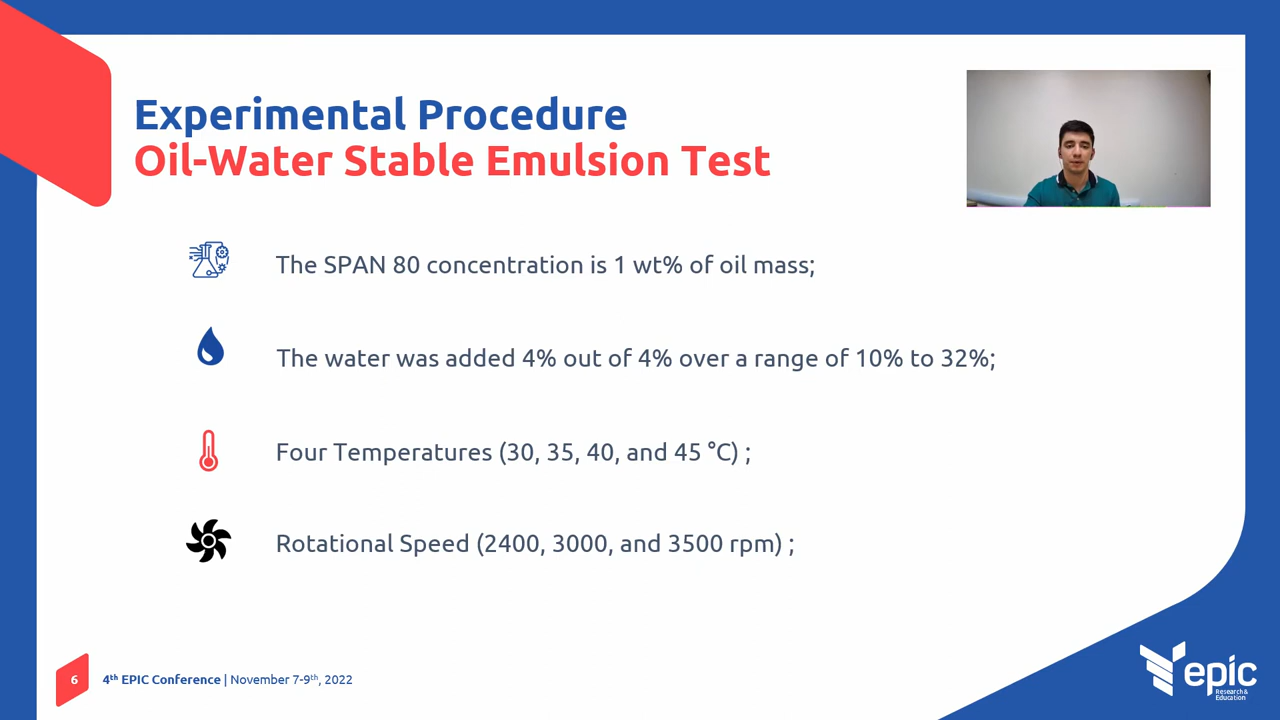 Experimental Procedure
Oil-Water Stable Emulsion Test
The SPAN 80 concentration is 1 wt% of oil mass;
The water was added 4% out of 4% over a range of 10% to 32%;
Four Temperatures (30, 35, 40, and 45 °C) ;
Rotational Speed (2400, 3000, and 3500 rpm) ;
6
4th EPIC Conference | November 7-9th, 2022
epic
Research &
Education